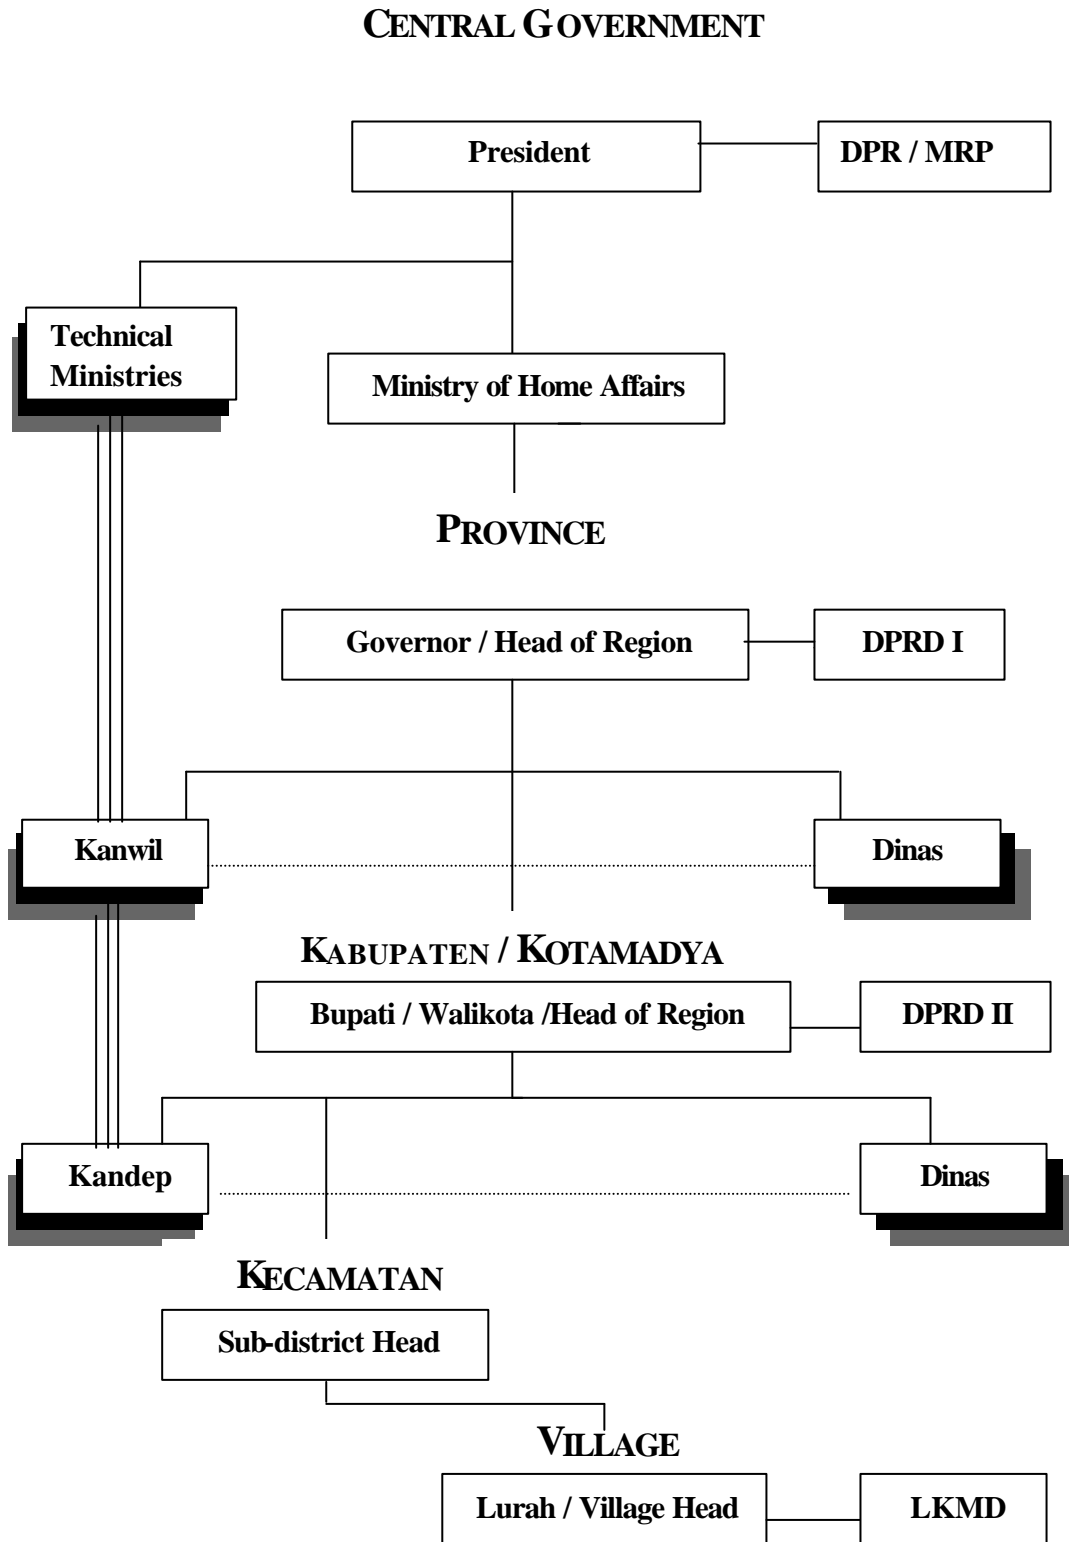 CENTRAL GOVERNMENT
President
DPR / MRP
Technical
Ministries
Ministry of Home Affairs
PROVINCE
Governor / Head of Region
DPRD I
Kanwil
Dinas
KABUPATEN / KOTAMADYA
Bupati / Walikota /Head of Region
DPRD II
Kandep
Dinas
KECAMATAN
Sub-district Head
VILLAGE
Lurah / Village Head
LKMD